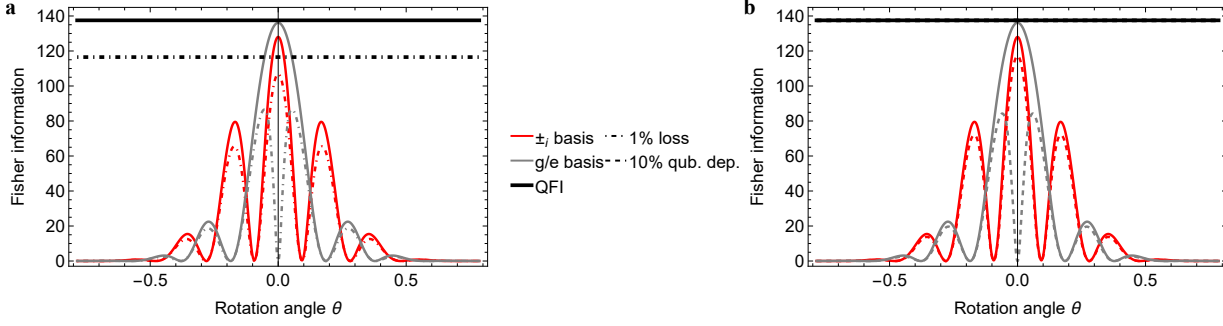 a
Fisher information
140
120
100
80
60
40
20
0
−0.5
0.0
0.5
Rotation angle θ
±i basis
1% loss
g/e basis
10% qub. dep.
QFI
b
Fisher information
140
120
100
80
60
40
20
0
−0.5
0.0
0.5
Rotation angle θ